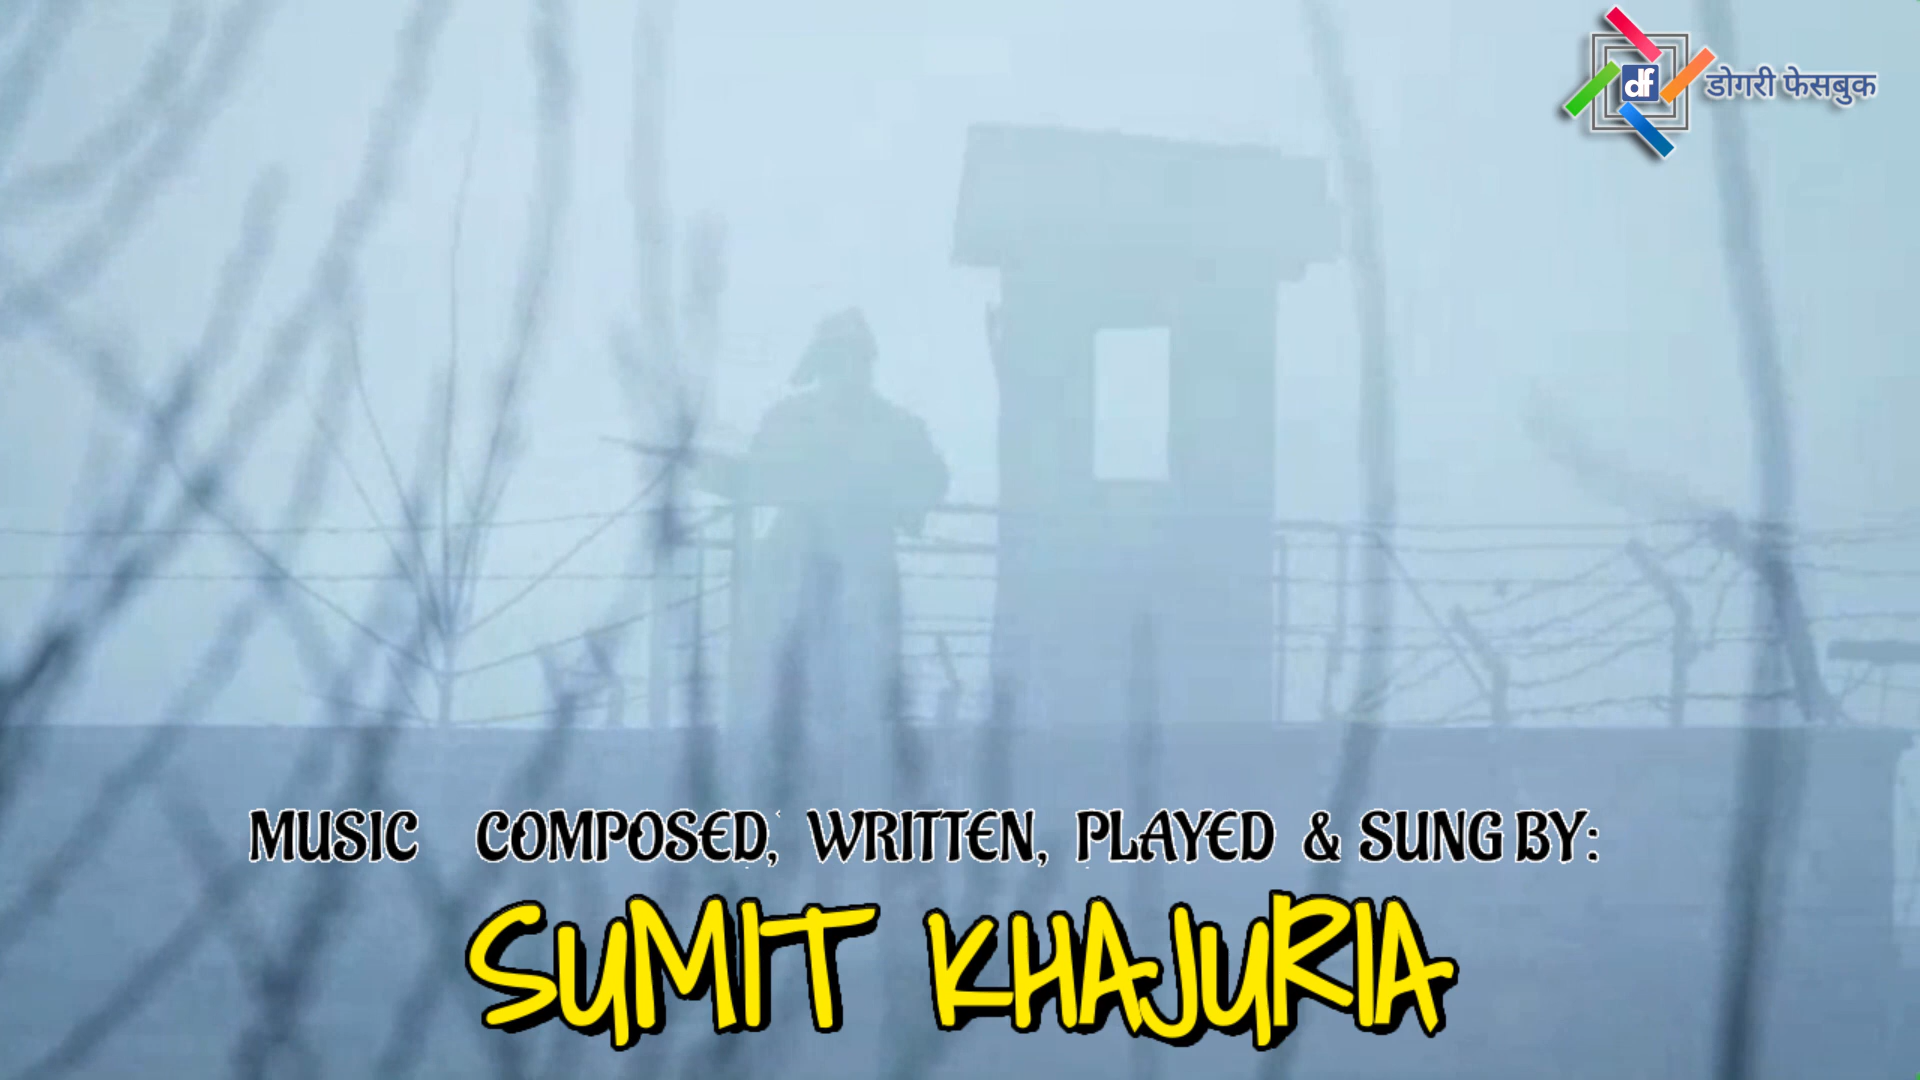 df
डोगरी फेसबुक
MUSIC COMPOSED, WRITTEN, PLAYED & SUNG BY:
SUMIT KHAJURIA